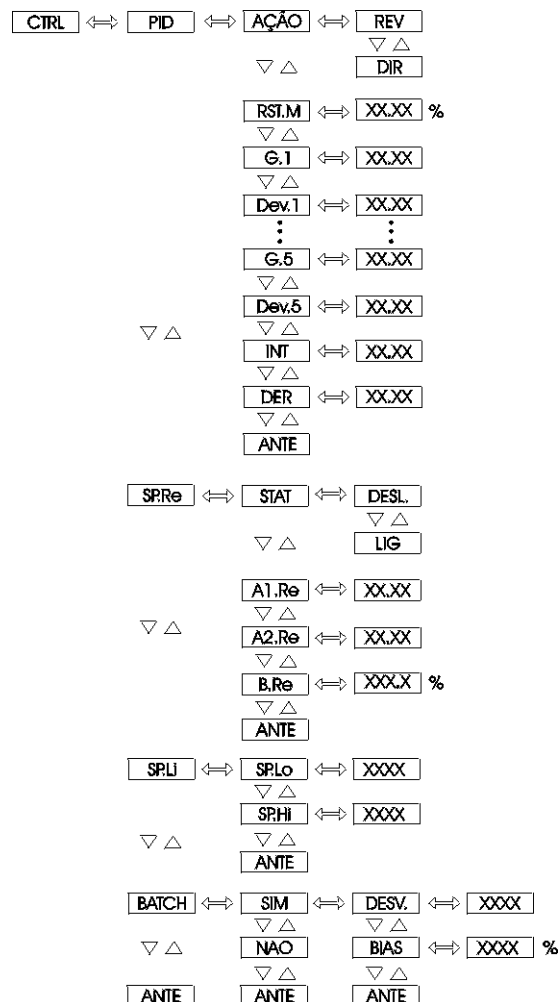 CTRL PID AÇÃO REV
DIR
RST.M XX.XX %
G.1 XX.XX
Dev.1 XX.XX
G.5 XX.XX
Dev.5 XX.XX
INT XX.XX
DER XX.XX
ANTE
SP.Re STAT DESL.
LIG
A1.Re XX.XX
A2.Re XX.XX
B.Re XXX.X %
ANTE
SP.Li SP.Lo XXXX
SP.Hi XXXX
ANTE
BATCH SIM DESV. XXXX
NAO BIAS XXXX %
ANTE ANTE ANTE